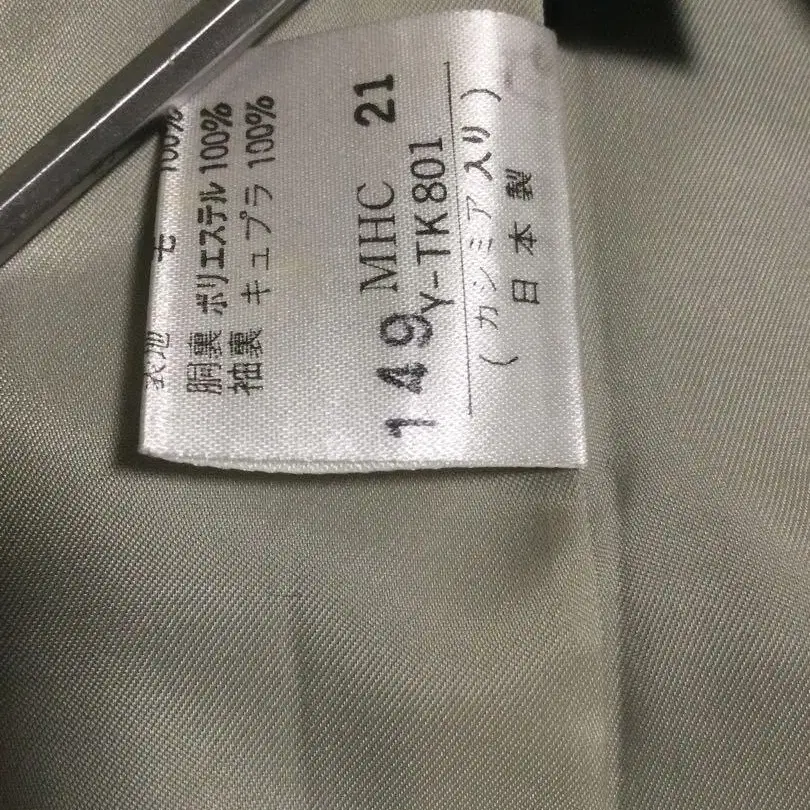 表地 毛 100%
胴裏 ポリエステル 100%
袖裏 キュプラ 100%
MHC 21
149 Y-TK801
( カシミア入り )
日本製